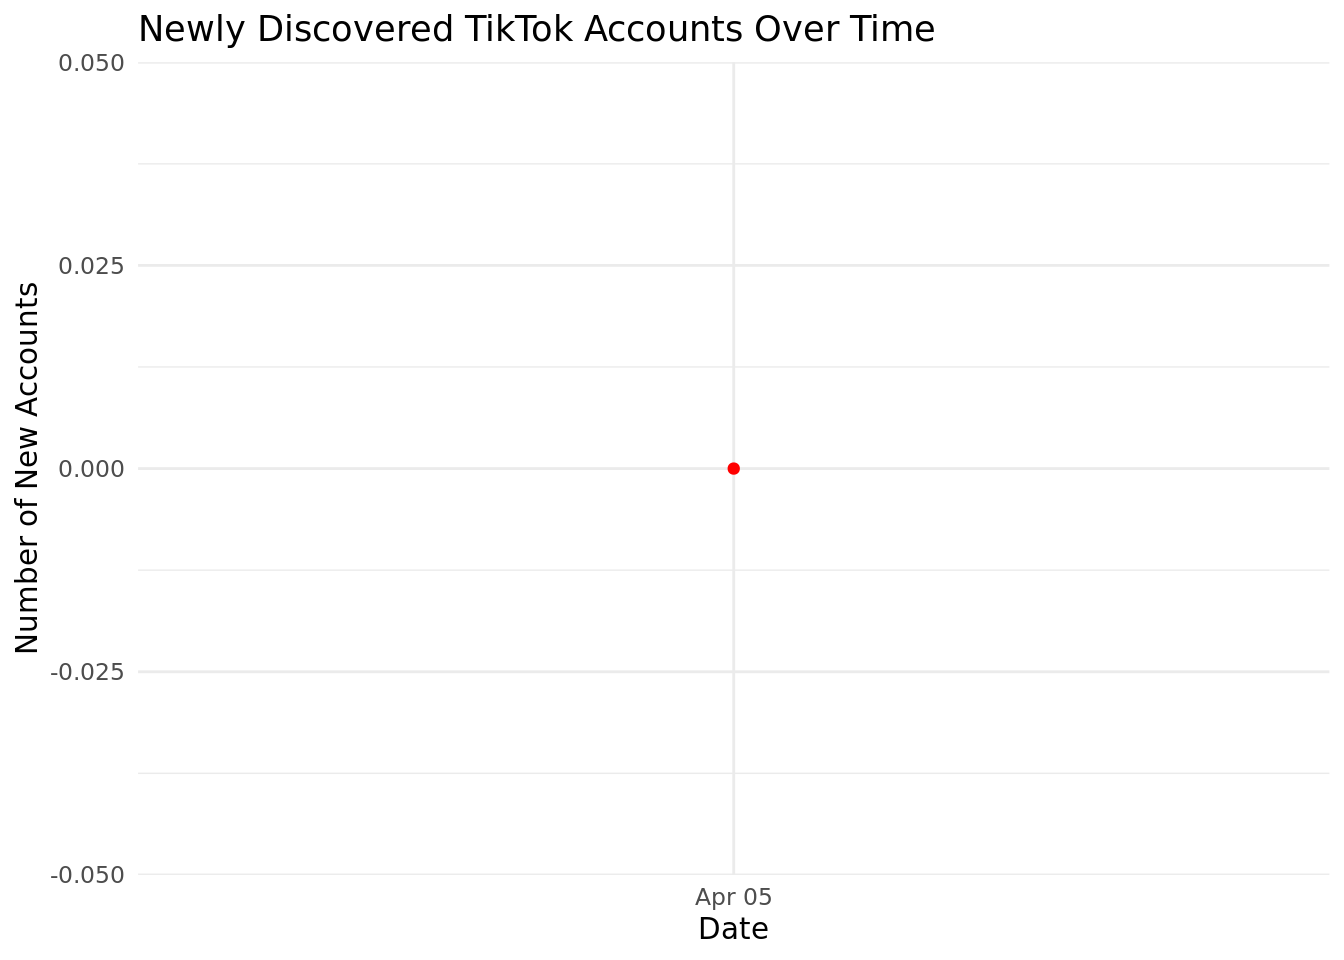 Newly Discovered TikTok Accounts Over Time
0.050
0.025
0.000
-0.025
-0.050
Number of New Accounts
Apr 05
Date